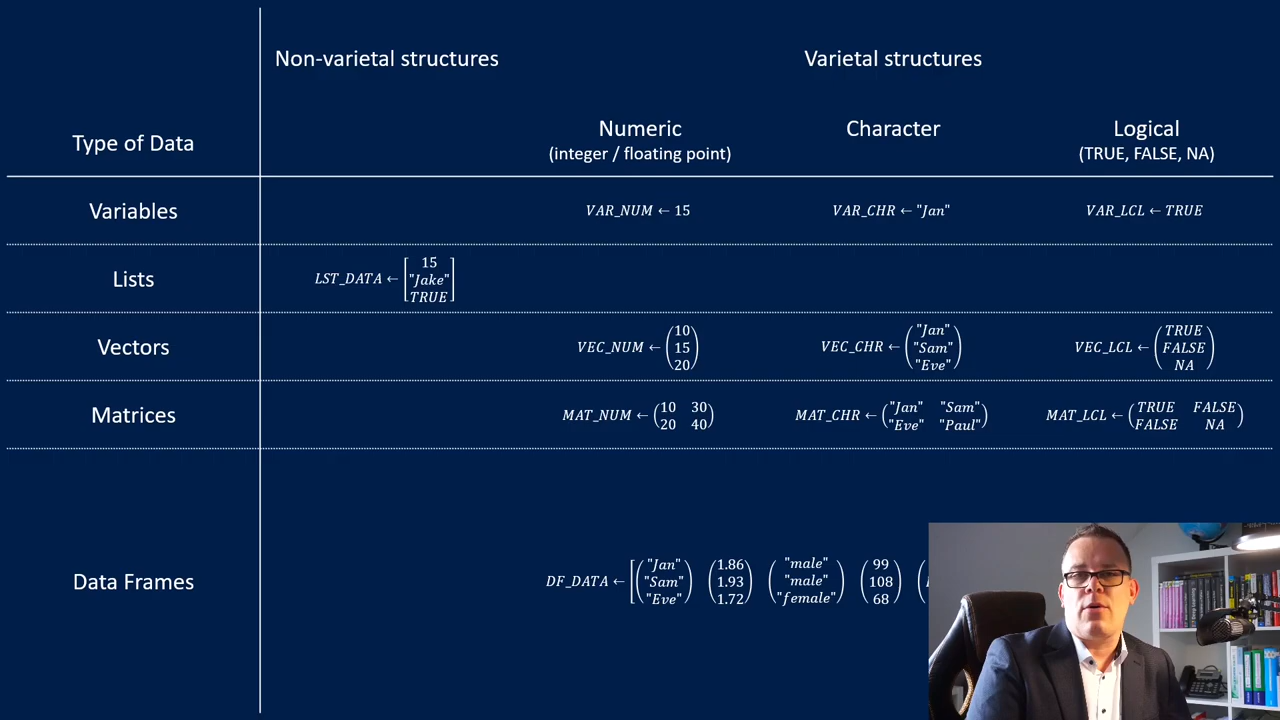 Non-varietal structures
Varietal structures
Type of Data
Numeric
(integer / floating point)
Character
Logical
(TRUE, FALSE, NA)
Variables
VAR_NUM ← 15
VAR_CHR ← "Jan"
VAR_LCL ← TRUE
Lists
LST_DATA ← [15
"Jake"
TRUE]
Vectors
VEC_NUM ← (10
15
20)
VEC_CHR ← ("Jan"
"Sam"
"Eve")
VEC_LCL ← (TRUE
FALSE
NA)
Matrices
MAT_NUM ← (10 30
20 40)
MAT_CHR ← ("Jan" "Sam"
"Eve" "Paul")
MAT_LCL ← (TRUE FALSE
FALSE NA)
Data Frames
DF_DATA ← [("Jan" 1.86 "male" 99
"Sam" 1.93 "male" 108
"Eve" 1.72 "female" 68